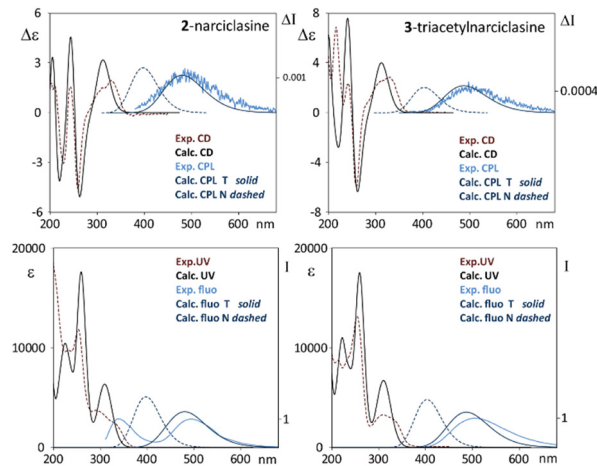 2-narciclasine
Δε
ΔI
6
3
0
-3
-6
0.001
Exp. CD
Calc. CD
Exp. CPL
Calc. CPL T solid
Calc. CPL N dashed
200 300 400 500 600 nm
3-triacetylnarciclasine
Δε
ΔI
8
4
0
-4
-8
0.0004
Exp. CD
Calc. CD
Exp. CPL
Calc. CPL T solid
Calc. CPL N dashed
200 300 400 500 600 nm
20000
ε
I
10000
0
1
Exp.UV
Calc. UV
Exp. fluo
Calc. fluo T solid
Calc. fluo N dashed
200 300 400 500 600 nm
20000
ε
I
10000
0
1
Exp.UV
Calc. UV
Exp. fluo
Calc. fluo T solid
Calc. fluo N dashed
200 300 400 500 600 nm